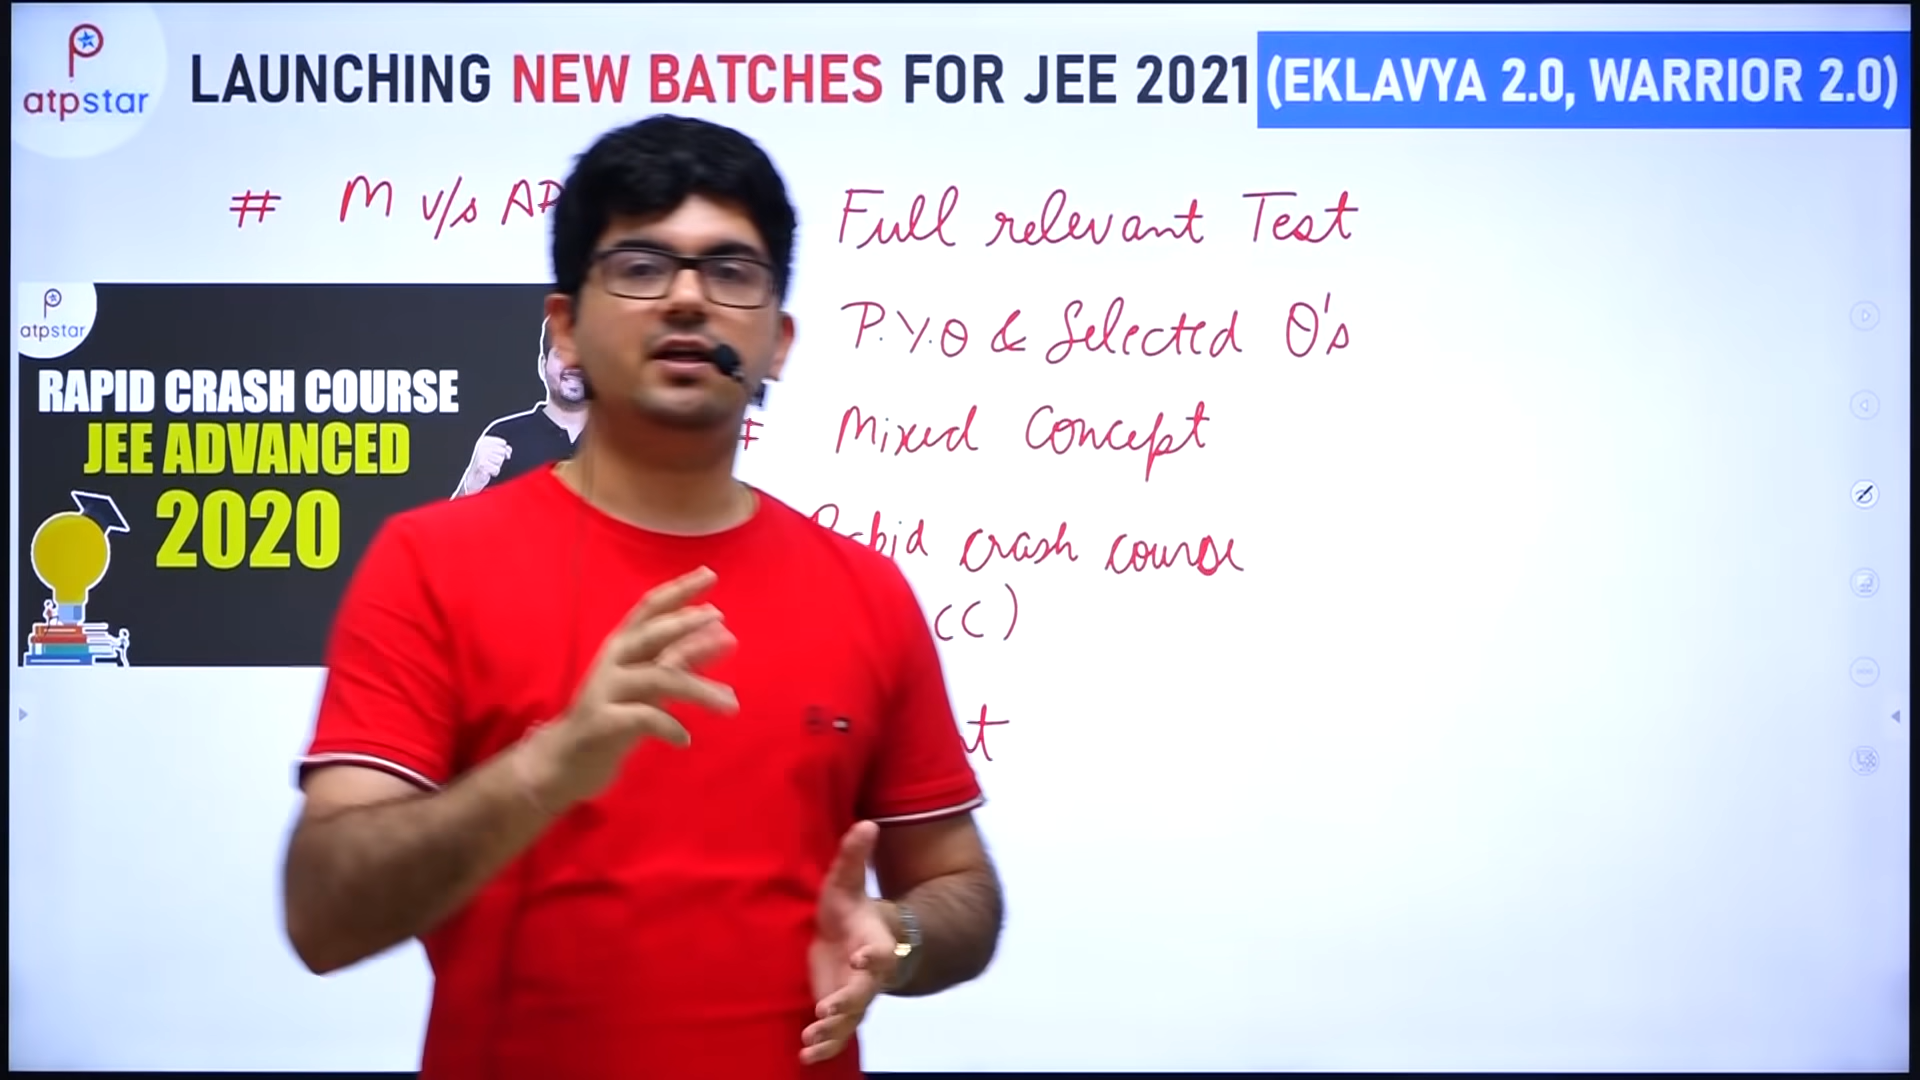 atpstar
LAUNCHING NEW BATCHES FOR JEE 2021 (EKLAVYA 2.0, WARRIOR 2.0)
# M v/s
Full relevant Test
atpstar
RAPID CRASH COURSE
JEE ADVANCED
2020
P.Y.Q & Selected Q's
# Mixed Concept
crash course
CC)